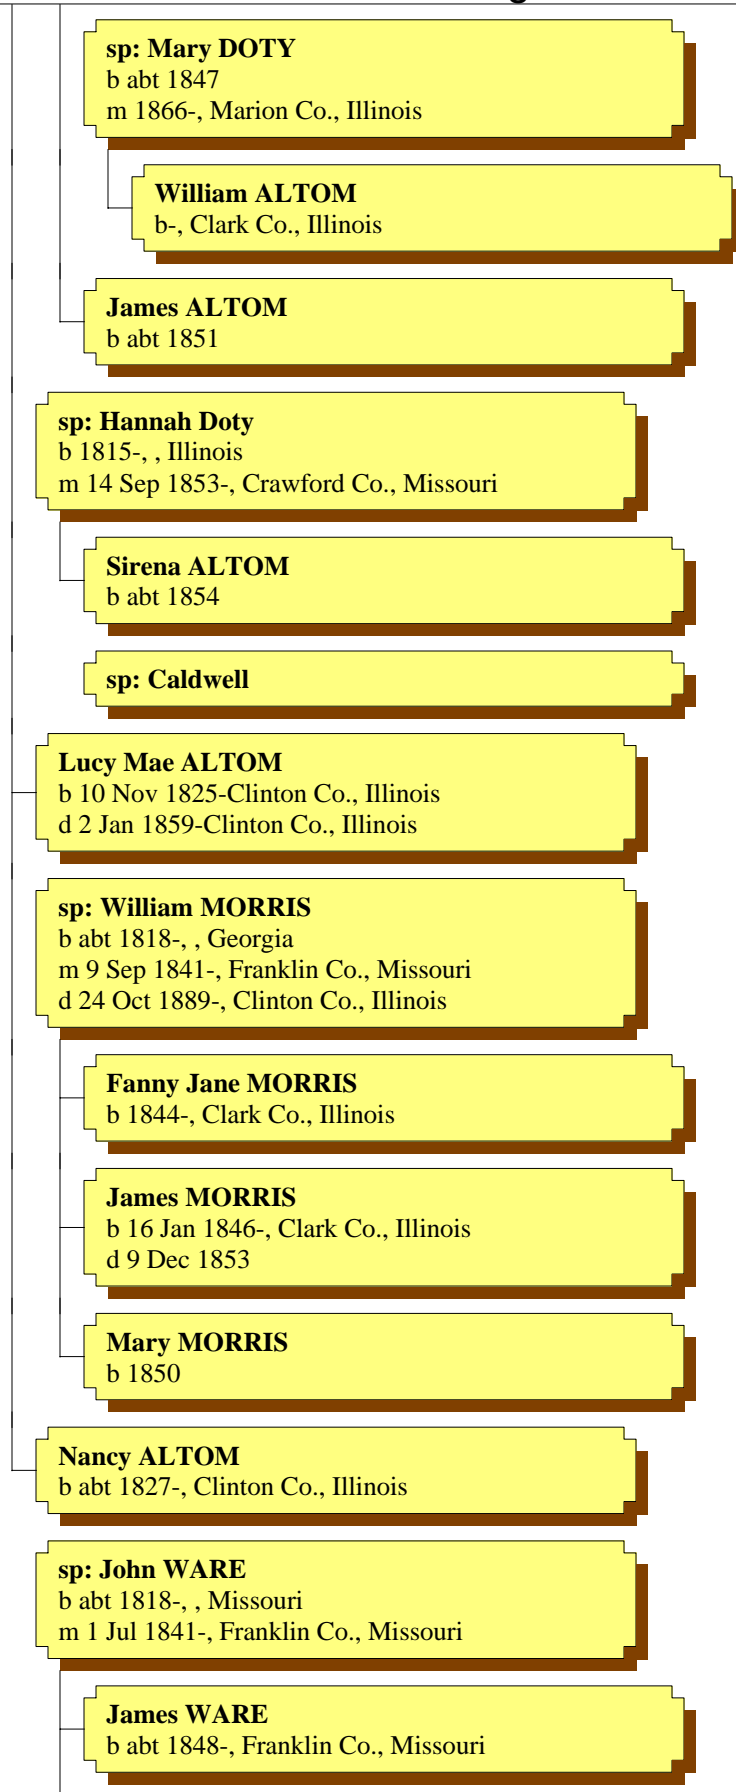 sp: Mary DOTY
b abt 1847
m 1866-, Marion Co., Illinois
William ALTOM
b-, Clark Co., Illinois
James ALTOM
b abt 1851
sp: Hannah Doty
b 1815-, , Illinois
m 14 Sep 1853-, Crawford Co., Missouri
Sirena ALTOM
b abt 1854
sp: Caldwell
Lucy Mae ALTOM
b 10 Nov 1825-Clinton Co., Illinois
d 2 Jan 1859-Clinton Co., Illinois
sp: William MORRIS
b abt 1818-, , Georgia
m 9 Sep 1841-, Franklin Co., Missouri
d 24 Oct 1889-, Clinton Co., Illinois
Fanny Jane MORRIS
b 1844-, Clark Co., Illinois
James MORRIS
b 16 Jan 1846-, Clark Co., Illinois
d 9 Dec 1853
Mary MORRIS
b 1850
Nancy ALTOM
b abt 1827-, Clinton Co., Illinois
sp: John WARE
b abt 1818-, , Missouri
m 1 Jul 1841-, Franklin Co., Missouri
James WARE
b abt 1848-, Franklin Co., Missouri